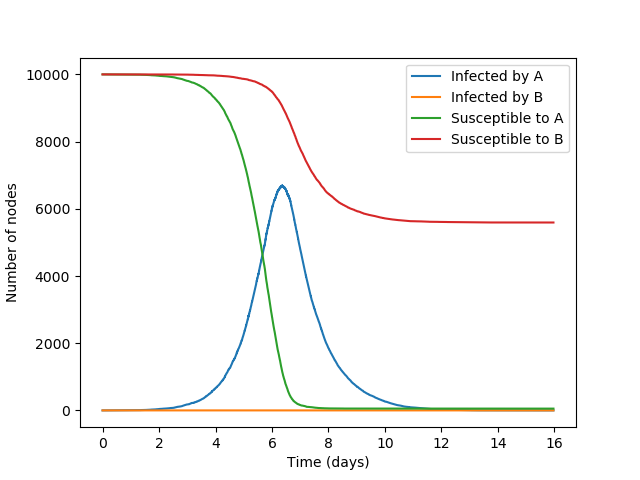 10000
8000
6000
4000
2000
0
Number of nodes
Infected by A
Infected by B
Susceptible to A
Susceptible to B
0 2 4 6 8 10 12 14 16
Time (days)